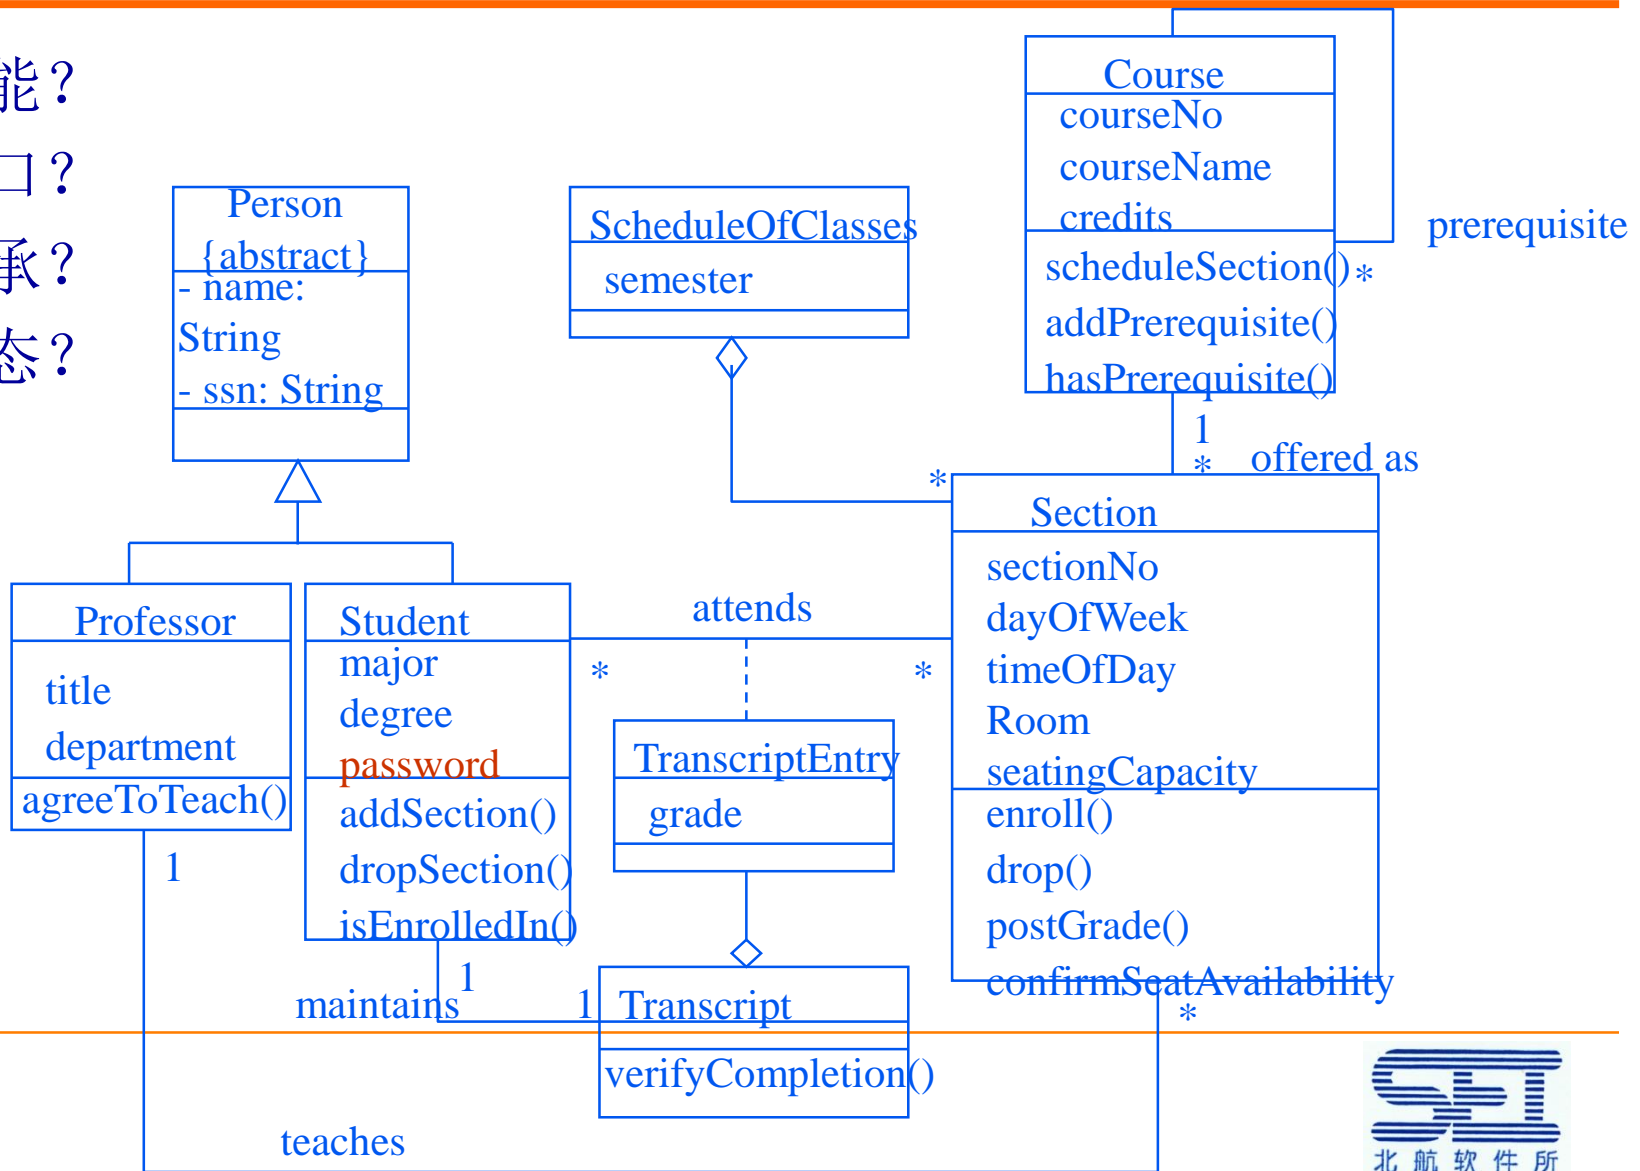 能？
口？
承？
态？
Person
{abstract}
- name:
String
- ssn: String
ScheduleOfClasses
semester
Course
courseNo
courseName
credits
scheduleSection()
addPrerequisite()
hasPrerequisite()
*
prerequisite
1
* offered as
*
Section
sectionNo
dayOfWeek
timeOfDay
Room
seatingCapacity
enroll()
drop()
postGrade()
confirmSeatAvailability
*
Professor
title
department
agreeToTeach()
1
Student
major
degree
password
addSection()
dropSection()
isEnrolledIn()
attends
*
*
TranscriptEntry
grade
1
maintains
1
Transcript
verifyCompletion()
teaches
SEI
北航软件所